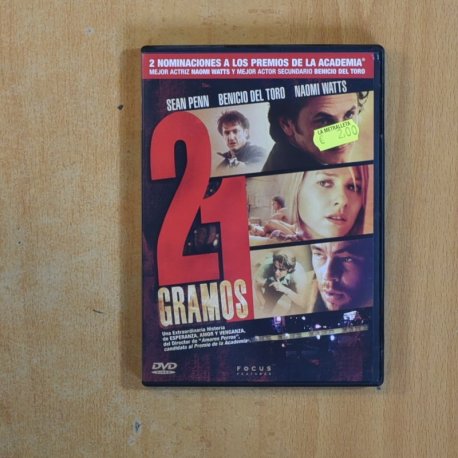 2 NOMINACIONES A LOS PREMIOS DE LA ACADEMIA®
MEJOR ACTRIZ NAOMI WATTS Y MEJOR ACTOR SECUNDARIO BENICIO DEL TORO
SEAN PENN BENICIO DEL TORO NAOMI WATTS
LA METRALLETA
€ 2,00
21
GRAMOS
Una Extraordinaria Historia
de ESPERANZA, AMOR Y VENGANZA,
del Director de "Amores Perros",
candidata al Premio de la Academia
DVD
VIDEO
FOCUS
FEATURES